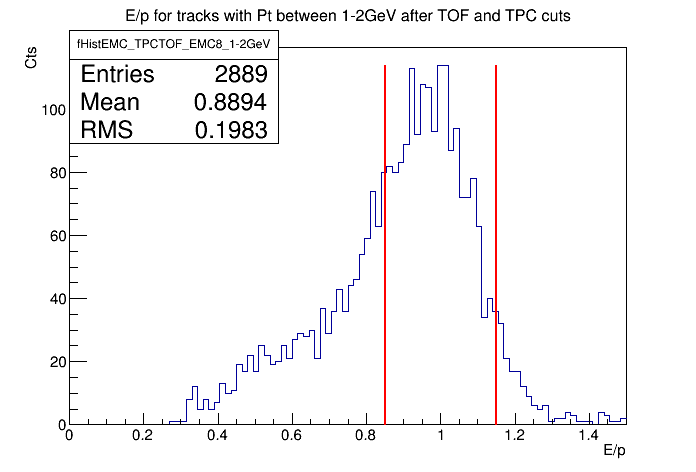 E/p for tracks with Pt between 1-2GeV after TOF and TPC cuts
fHistEMC_TPCTOF_EMC8_1-2GeV
Entries 2889
Mean 0.8894
RMS 0.1983
Cts
100
80
60
40
20
0
0 0.2 0.4 0.6 0.8 1 1.2 1.4
E/p